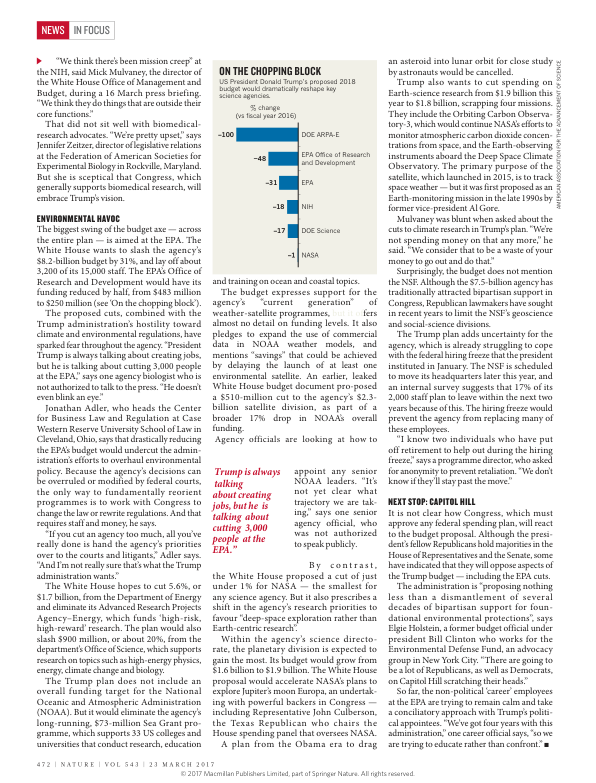 NEWS IN FOCUS
“We think there’s been mission creep” at
the NIH, said Mick Mulvaney, the director of
the White House Office of Management and
Budget, during a 16 March press briefing.
“We think they do things that are outside their
core functions.”
That did not sit well with biomedical-
research advocates. “We’re pretty upset,” says
Jennifer Zeitzer, director of legislative relations
at the Federation of American Societies for
Experimental Biology in Rockville, Maryland.
But she is sceptical that Congress, which
generally supports biomedical research, will
embrace Trump’s vision.
ENVIRONMENTAL HAVOC
The biggest swing of the budget axe — across
the entire plan — is aimed at the EPA. The
White House wants to slash the agency’s
$8.2-billion budget by 31%, and lay off about
3,200 of its 15,000 staff. The EPA’s Office of
Research and Development would have its
funding reduced by half, from $483 million
to $250 million (see ‘On the chopping block’).
The proposed cuts, combined with the
Trump administration’s hostility toward
climate and environmental regulations, have
sparked fear throughout the agency. “President
Trump is always talking about creating jobs,
but he is talking about cutting 3,000 people
at the EPA,” says one agency biologist who is
not authorized to talk to the press. “He doesn’t
even blink an eye.”
Jonathan Adler, who heads the Center
for Business Law and Regulation at Case
Western Reserve University School of Law in
Cleveland, Ohio, says that drastically reducing
the EPA’s budget would undercut the admin-
istration’s efforts to overhaul environmental
policy. Because the agency’s decisions can
be overruled or modified by federal courts,
the only way to fundamentally reorient
programmes is to work with Congress to
change the law or rewrite regulations. And that
requires staff and money, he says.
“If you cut an agency too much, all you’ve
really done is hand the agency’s priorities
over to the courts and litigants,” Adler says.
“And I’m not really sure that’s what the Trump
administration wants.”
The White House hopes to cut 5.6%, or
$1.7 billion, from the Department of Energy
and eliminate its Advanced Research Projects
Agency–Energy, which funds ‘high-risk,
high-reward’ research. The plan would also
slash $900 million, or about 20%, from the
department’s Office of Science, which supports
research on topics such as high-energy physics,
energy, climate change and biology.
The Trump plan does not include an
overall funding target for the National
Oceanic and Atmospheric Administration
(NOAA). But it would eliminate the agency’s
long-running, $73-million Sea Grant pro-
gramme, which supports 33 US colleges and
universities that conduct research, education
ON THE CHOPPING BLOCK
US President Donald Trump’s proposed 2018
budget would dramatically reshape key
science agencies.
% change
(vs fiscal year 2016)
–100 DOE ARPA-E
–48 EPA Office of Research
and Development
–31 EPA
–18 NIH
–17 DOE Science
–1 NASA
and training on ocean and coastal topics.
The budget expresses support for the
agency’s “current generation” of
weather-satellite programmes, but it offers
almost no detail on funding levels. It also
pledges to expand the use of commercial
data in NOAA weather models, and
mentions “savings” that could be achieved
by delaying the launch of at least one
environmental satellite. An earlier, leaked
White House budget document pro-posed
a $510-million cut to the agency’s $2.3-
billion satellite division, as part of a
broader 17% drop in NOAA’s overall
funding.
Agency officials are looking at how to
Trump is always
talking
about creating
jobs, but he is
talking about
cutting 3,000
people at the
EPA.”
appoint any senior
NOAA leaders. “It’s
not yet clear what
trajectory we are tak-
ing,” says one senior
agency official, who
was not authorized
to speak publicly.
By contrast,
the White House proposed a cut of just
under 1% for NASA — the smallest for
any science agency. But it also prescribes a
shift in the agency’s research priorities to
favour “deep-space exploration rather than
Earth-centric research”.
Within the agency’s science directo-
rate, the planetary division is expected to
gain the most. Its budget would grow from
$1.6 billion to $1.9 billion. The White House
proposal would accelerate NASA’s plans to
explore Jupiter’s moon Europa, an undertak-
ing with powerful backers in Congress —
including Representative John Culberson,
the Texas Republican who chairs the
House spending panel that oversees NASA.
A plan from the Obama era to drag
an asteroid into lunar orbit for close study
by astronauts would be cancelled.
Trump also wants to cut spending on
Earth-science research from $1.9 billion this
year to $1.8 billion, scrapping four missions.
They include the Orbiting Carbon Observa-
tory-3, which would continue NASA’s efforts to
monitor atmospheric carbon dioxide concen-
trations from space, and the Earth-observing
instruments aboard the Deep Space Climate
Observatory. The primary purpose of the
satellite, which launched in 2015, is to track
space weather — but it was first proposed as an
Earth-monitoring mission in the late 1990s by
former vice-president Al Gore.
Mulvaney was blunt when asked about the
cuts to climate research in Trump’s plan. “We’re
not spending money on that any more,” he
said. “We consider that to be a waste of your
money to go out and do that.”
Surprisingly, the budget does not mention
the NSF. Although the $7.5-billion agency has
traditionally attracted bipartisan support in
Congress, Republican lawmakers have sought
in recent years to limit the NSF’s geoscience
and social-science divisions.
The Trump plan adds uncertainty for the
agency, which is already struggling to cope
with the federal hiring freeze that the president
instituted in January. The NSF is scheduled
to move its headquarters later this year, and
an internal survey suggests that 17% of its
2,000 staff plan to leave within the next two
years because of this. The hiring freeze would
prevent the agency from replacing many of
these employees.
“I know two individuals who have put
off retirement to help out during the hiring
freeze,” says a programme director, who asked
for anonymity to prevent retaliation. “We don’t
know if they’ll stay past the move.”
NEXT STOP: CAPITOL HILL
It is not clear how Congress, which must
approve any federal spending plan, will react
to the budget proposal. Although the presi-
dent’s fellow Republicans hold majorities in the
House of Representatives and the Senate, some
have indicated that they will oppose aspects of
the Trump budget — including the EPA cuts.
The administration is “proposing nothing
less than a dismantlement of several
decades of bipartisan support for foun-
dational environmental protections”, says
Elgie Holstein, a former budget official under
president Bill Clinton who works for the
Environmental Defense Fund, an advocacy
group in New York City. “There are going to
be a lot of Republicans, as well as Democrats,
on Capitol Hill scratching their heads.”
So far, the non-political ‘career’ employees
at the EPA are trying to remain calm and take
a conciliatory approach with Trump’s politi-
cal appointees. “We’ve got four years with this
administration,” one career official says, “so we
are trying to educate rather than confront.” ■
AMERICAN ASSOCIATION FOR THE ADVANCEMENT OF SCIENCE
472 | NATURE | VOL 543 | 23 MARCH 2017
© 2017 Macmillan Publishers Limited, part of Springer Nature. All rights reserved.